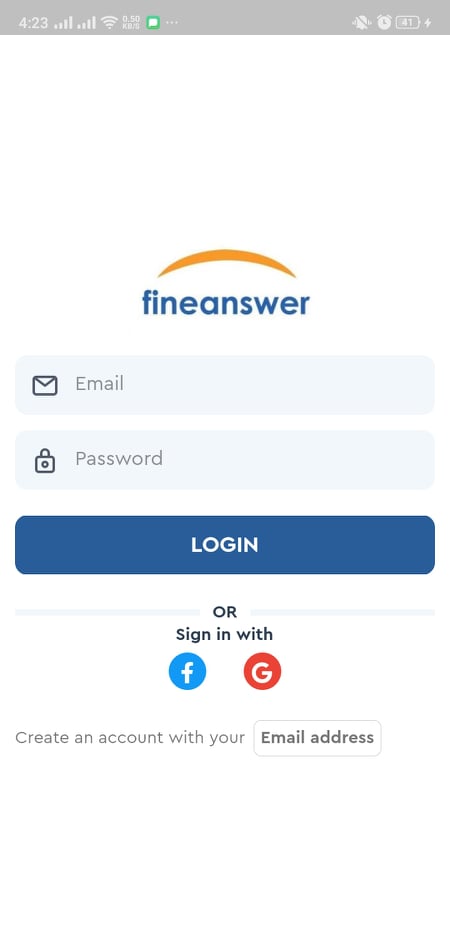 4:23 0.50 KB/S ··· 41
fineanswer
Email
Password
LOGIN
OR
Sign in with
f G
Create an account with your Email address